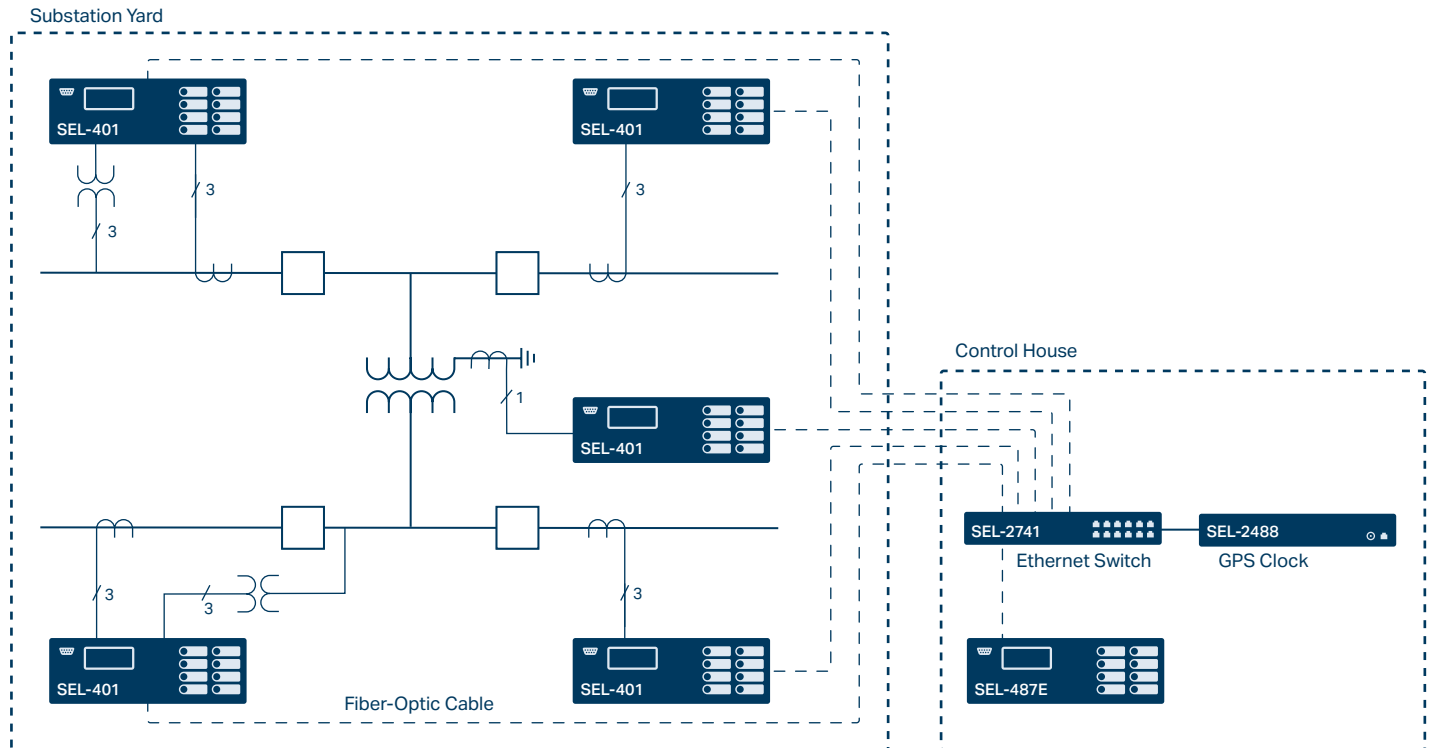 Substation Yard
SEL-401
SEL-401
3
3
3
Control House
1
SEL-401
SEL-2741
SEL-2488
Ethernet Switch
GPS Clock
3
3
3
SEL-401
SEL-401
SEL-487E
Fiber-Optic Cable